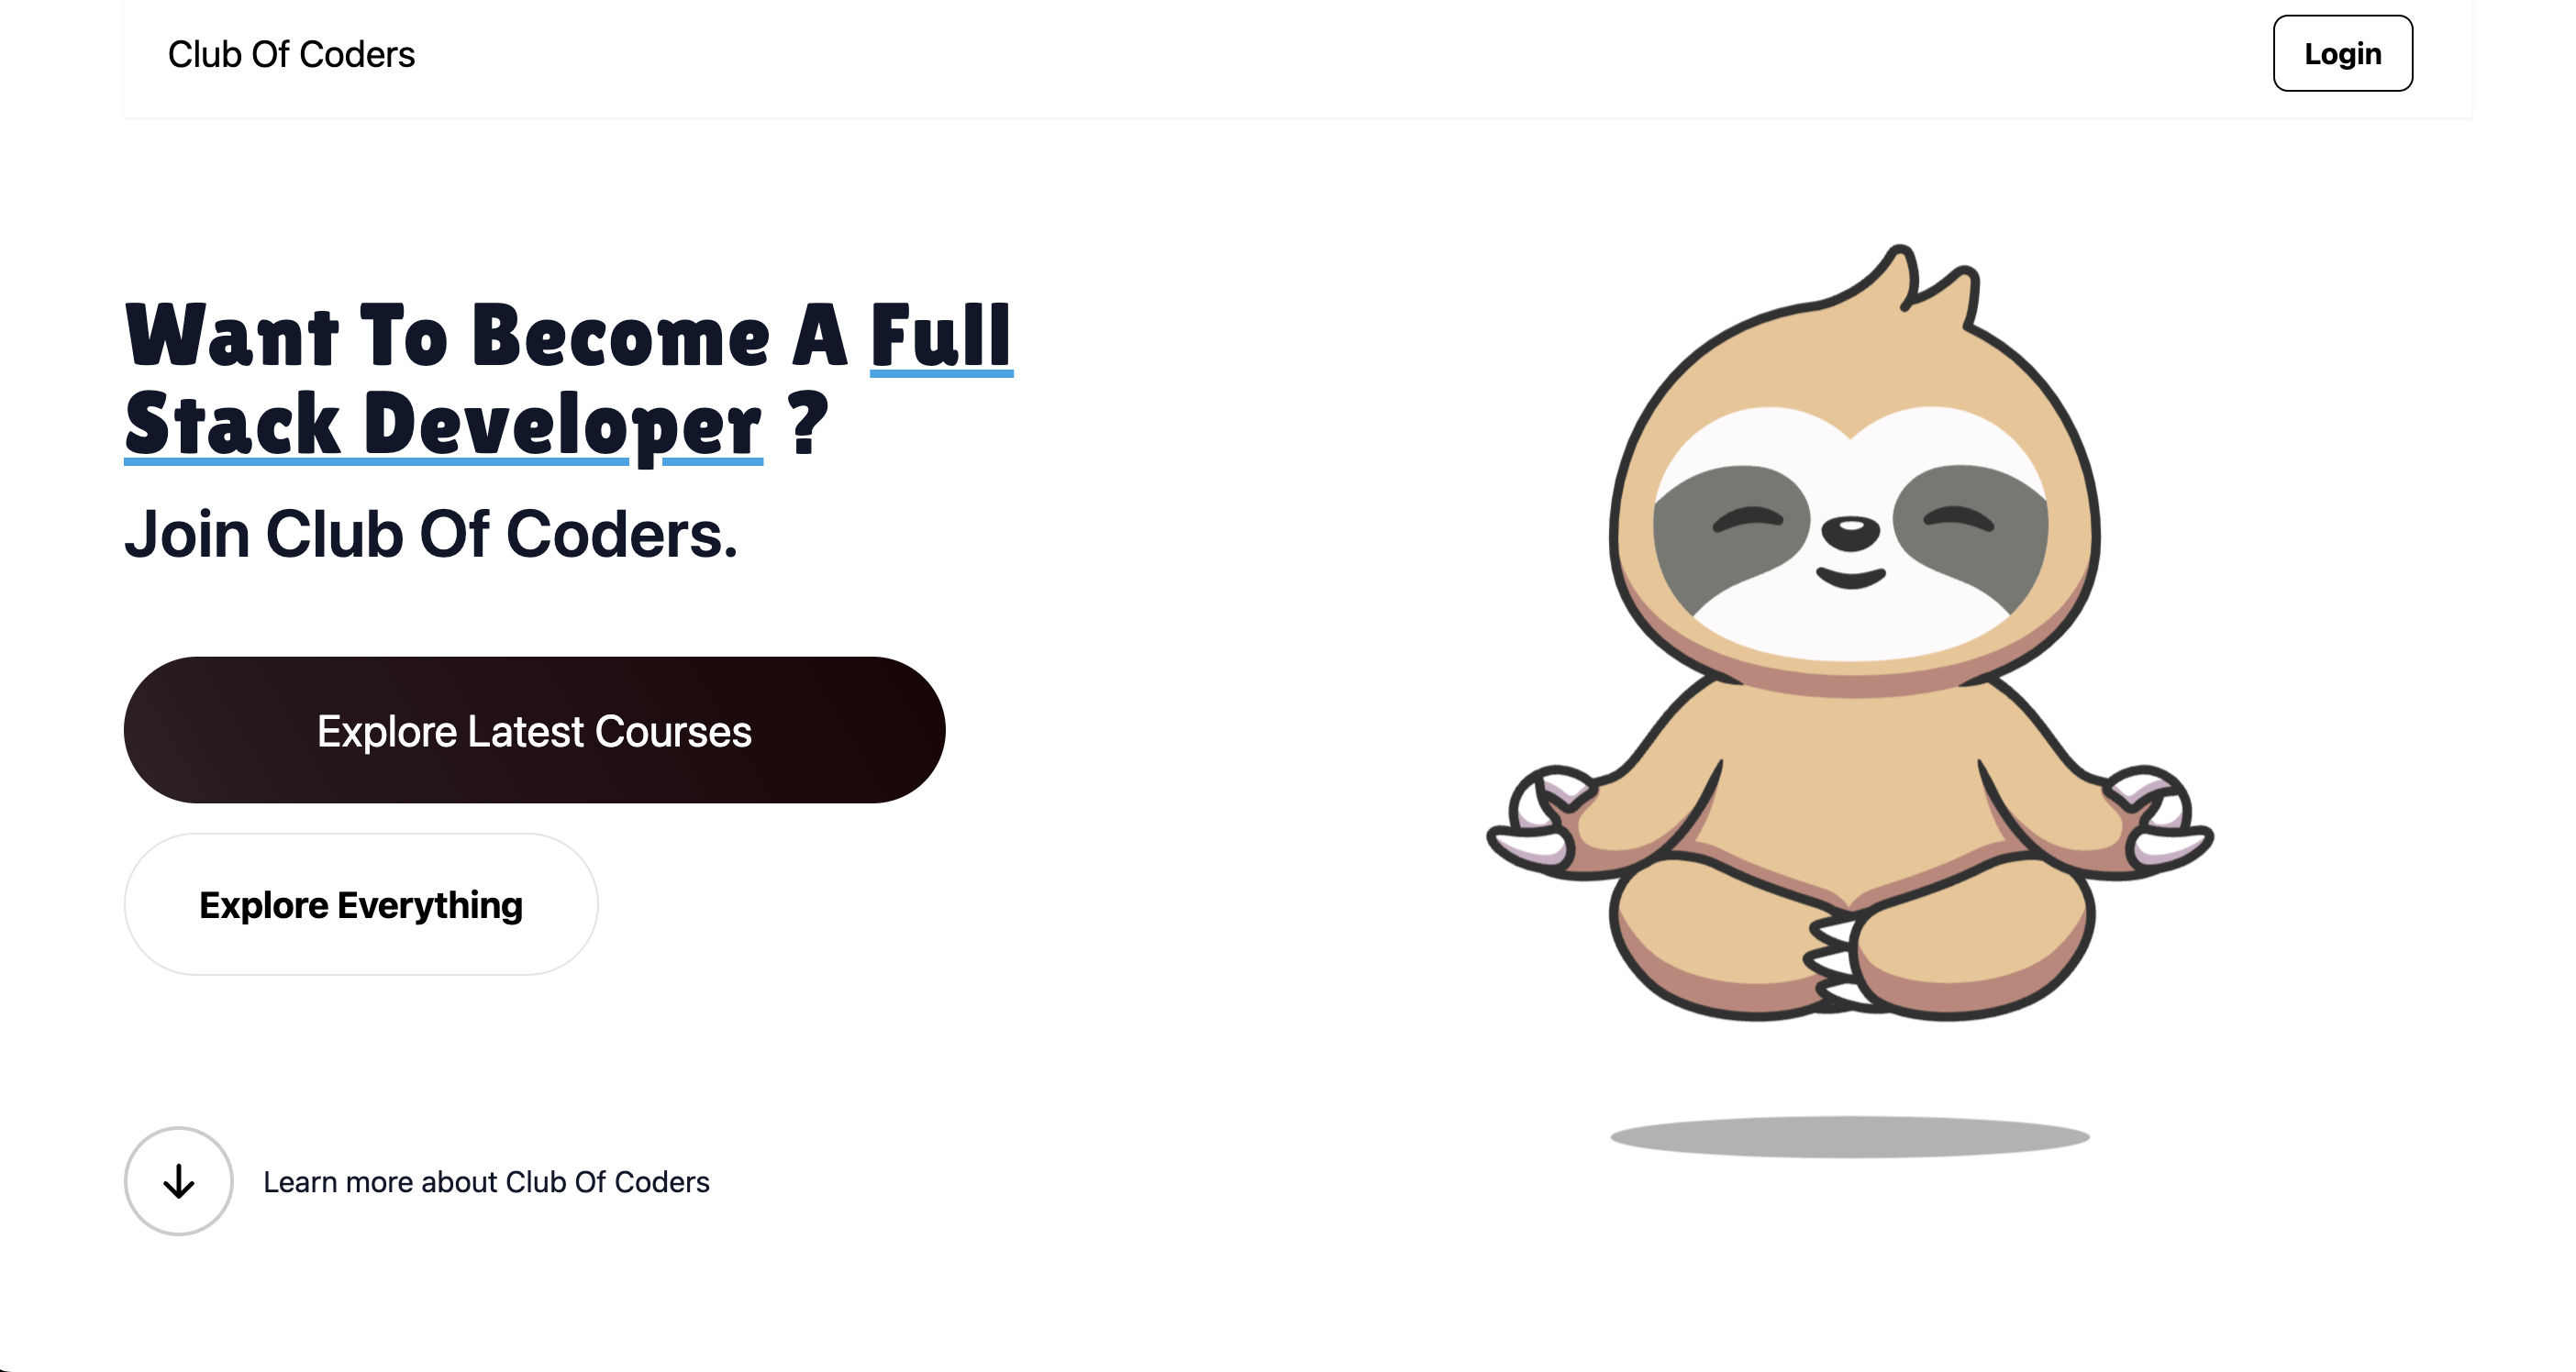 Club Of Coders
Login
Want To Become A Full
Stack Developer ?
Join Club Of Coders.
Explore Latest Courses
Explore Everything
Learn more about Club Of Coders